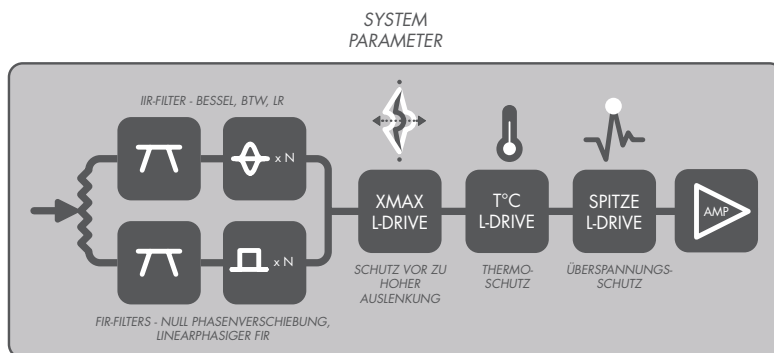 SYSTEM
PARAMETER
IIR-FILTER - BESSEL, BTW, LR
x N
x N
XMAX
L-DRIVE
T°C
L-DRIVE
SPITZE
L-DRIVE
AMP
SCHUTZ VOR ZU
HOHER
AUSLENKUNG
THERMO-
SCHUTZ
ÜBERSPANNUNGS-
SCHUTZ
FIR-FILTERS - NULL PHASENVERSCHIEBUNG,
LINEARPHASIGER FIR